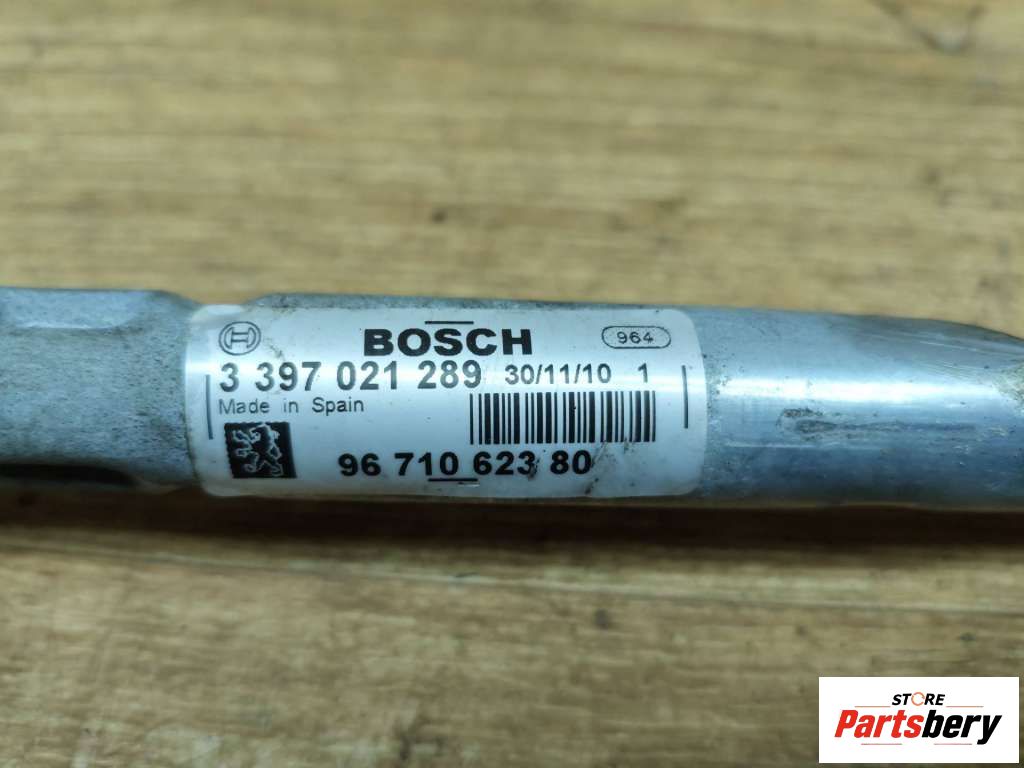 BOSCH 964
3 397 021 289 30/11/10 1
Made in Spain
96 710 623 80
STORE
Partsbery